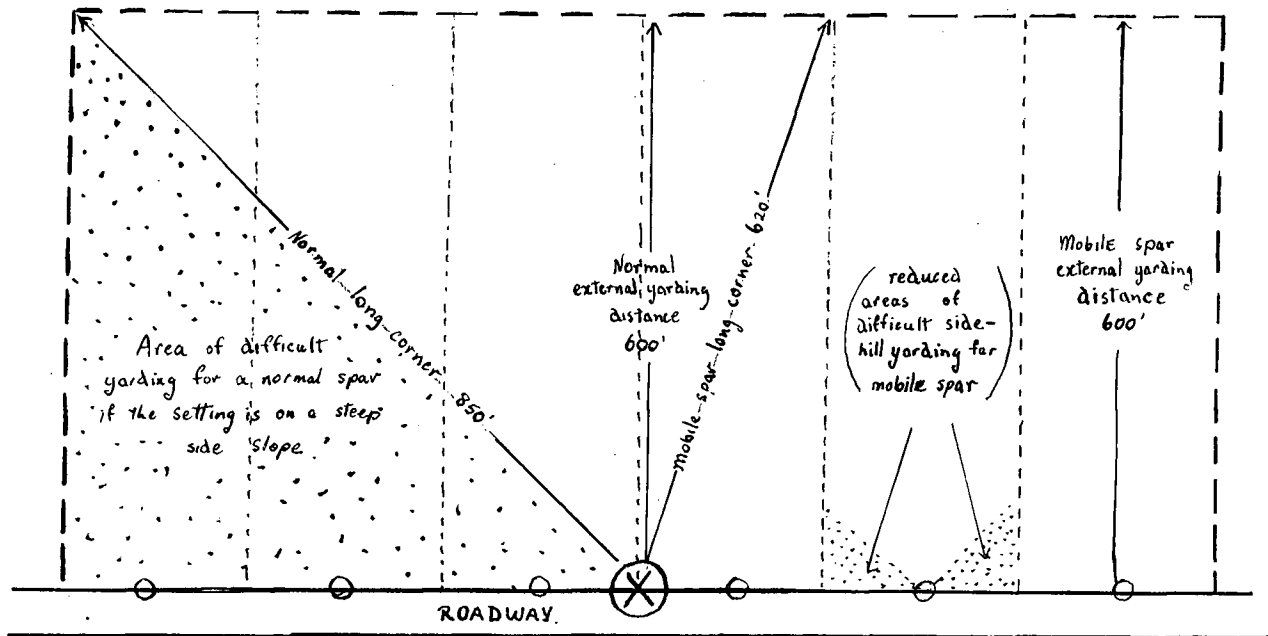 Normal long-corner 850'
Normal
external yarding
distance
600'
Mobile-spar-long-corner-620.'
(reduced
areas of
difficult side-
hill yarding for
mobile spar)
Mobile spar
external yarding
distance
600'
Area of difficult
yarding for a normal spar
if the setting is on a steep
side slope.
X
ROADWAY.